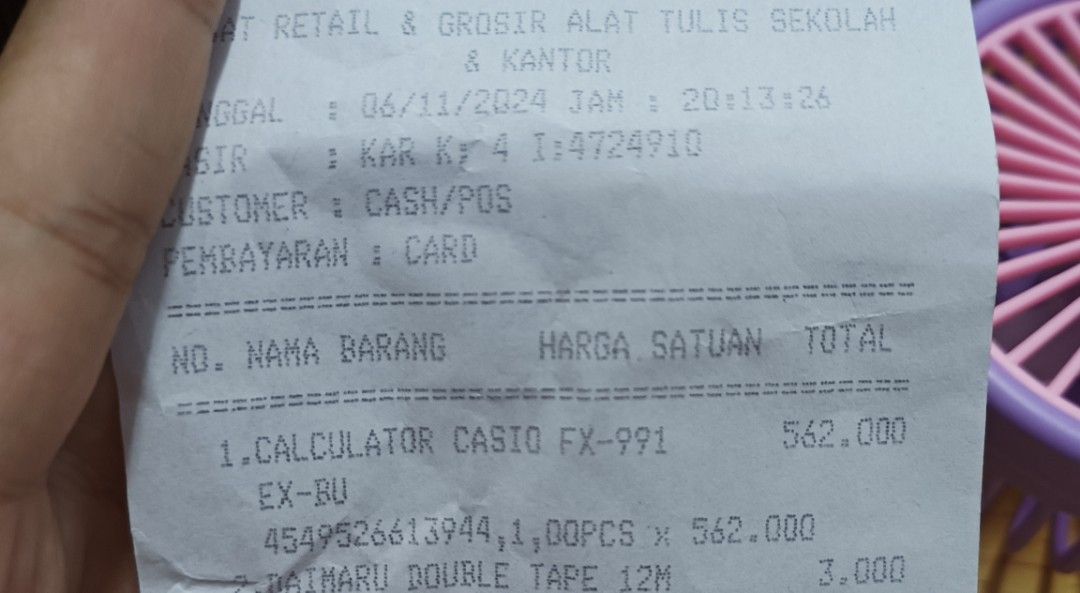 RETAIL & GROSIR ALAT TULIS SEKOLAH
& KANTOR
: 06/11/2024 JAM : 20:13:26
: KAR K: 4 I:4724910
CUSTOMER : CASH/POS
PEMBAYARAN : CARD
NO. NAMA BARANG HARGA SATUAN TOTAL
1.CALCULATOR CASIO FX-991 562.000
EX-BU
4549526613944,1,00PCS x 562.000
2.DAIMARU DOUBLE TAPE 12M 3.000